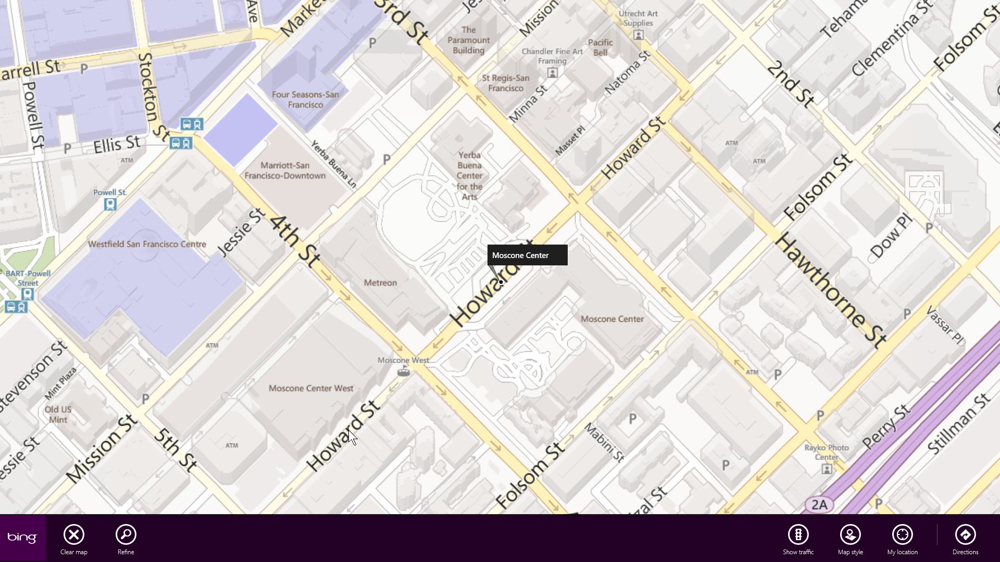 Ave
Market
3rd St
Mission
Utrecht Art
Supplies
Tehama
Clementina St
Folsom St
The
Paramount
Building
Pacific
Bell
Chandler Fine Art
Framing
P
arrell St
P
Stockton St
Powell St
2nd St
Natoma St
St Regis-San
Francisco
Minna St
Four Seasons-San
Francisco
Masset Pl
Howard St
Ellis St
P
ATM
Yerba Buena Ln
P
Yerba
Buena
Center
for the
Arts
Marriott-San
Francisco-Downtown
ATM
ATM
Folsom St
Powell St.
Jessie St
4th St
Westfield San Francisco Centre
Dow Pl
P
Hawthorne St
Moscone Center
Howard St
BART-Powell
Street
Metreon
Moscone Center
P
Vassar Pl
ATM
Stevenson St
Mint Plaza
Moscone West
ATM
P
Moscone Center West
P
Old US
Mint
Howard St
Mission St
5th St
ATM
essie St
P
P
Perry St
Stillman St
Mabini St
Folsom St
P
Rayko Photo
Center
izal St
2A
P
bing
Clear map
Refine
Show traffic
Map style
My location
Directions